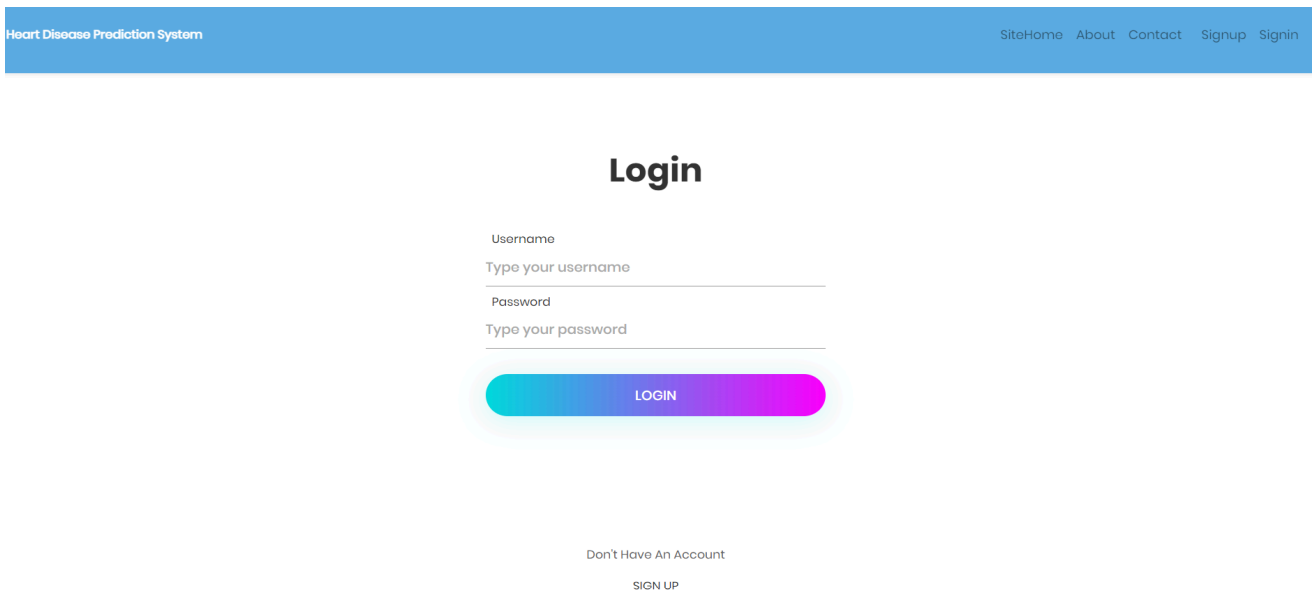 Heart Disease Prediction System SiteHome About Contact Signup Signin
Login
Username
Type your username
Password
Type your password
LOGIN
Don't Have An Account
SIGN UP